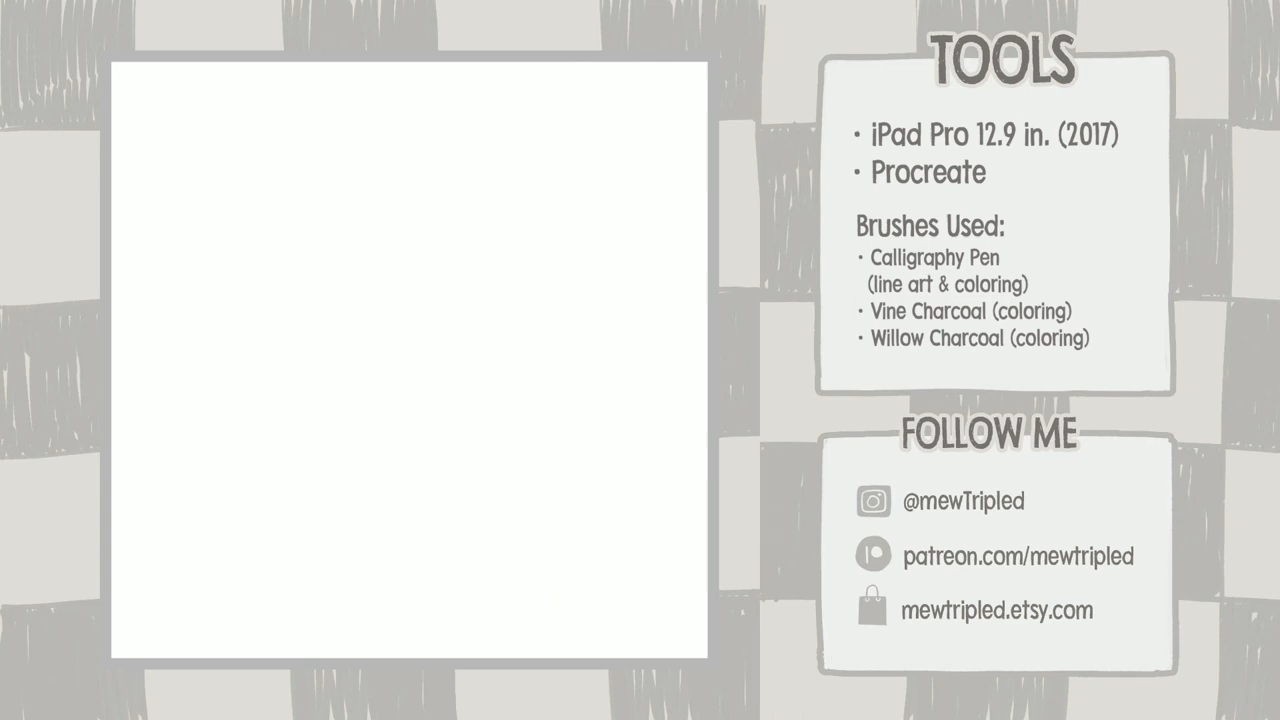 TOOLS
• iPad Pro 12.9 in. (2017)
• Procreate
Brushes Used:
• Calligraphy Pen
(line art & coloring)
• Vine Charcoal (coloring)
• Willow Charcoal (coloring)
FOLLOW ME
@mewTripled
patreon.com/mewtripled
mewtripled.etsy.com